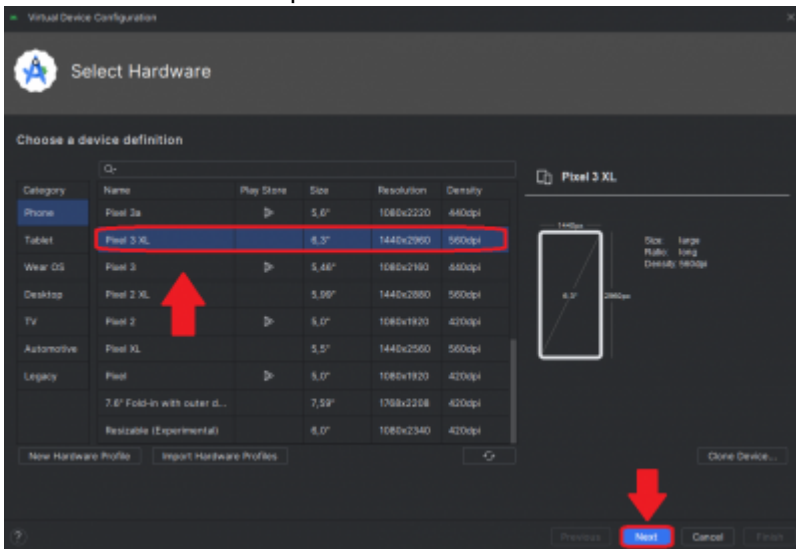 Virtual Device Configuration
Select Hardware
Choose a device definition
Category Name Play Store Size Resolution Density
Phone Pixel 3a 5,6" 1080x2220 440dpi
Tablet Pixel 3 XL 6,3" 1440x2960 560dpi
Wear OS Pixel 3 5,46" 1080x2160 440dpi
Desktop Pixel 2 XL 5,99" 1440x2880 560dpi
TV Pixel 2 5,0" 1080x1920 420dpi
Automotive Pixel XL 5,5" 1440x2560 560dpi
Legacy Pixel 5,0" 1080x1920 420dpi
7.6" Fold-in with outer d... 7,59" 1768x2208 420dpi
Resizable (Experimental) 6,0" 1080x2340 420dpi
New Hardware Profile Import Hardware Profiles
Pixel 3 XL
1440px
Size: large
Ratio: long
Density: 560dpi
6,3" 2960px
Clone Device...
? Previous Next Cancel Finish